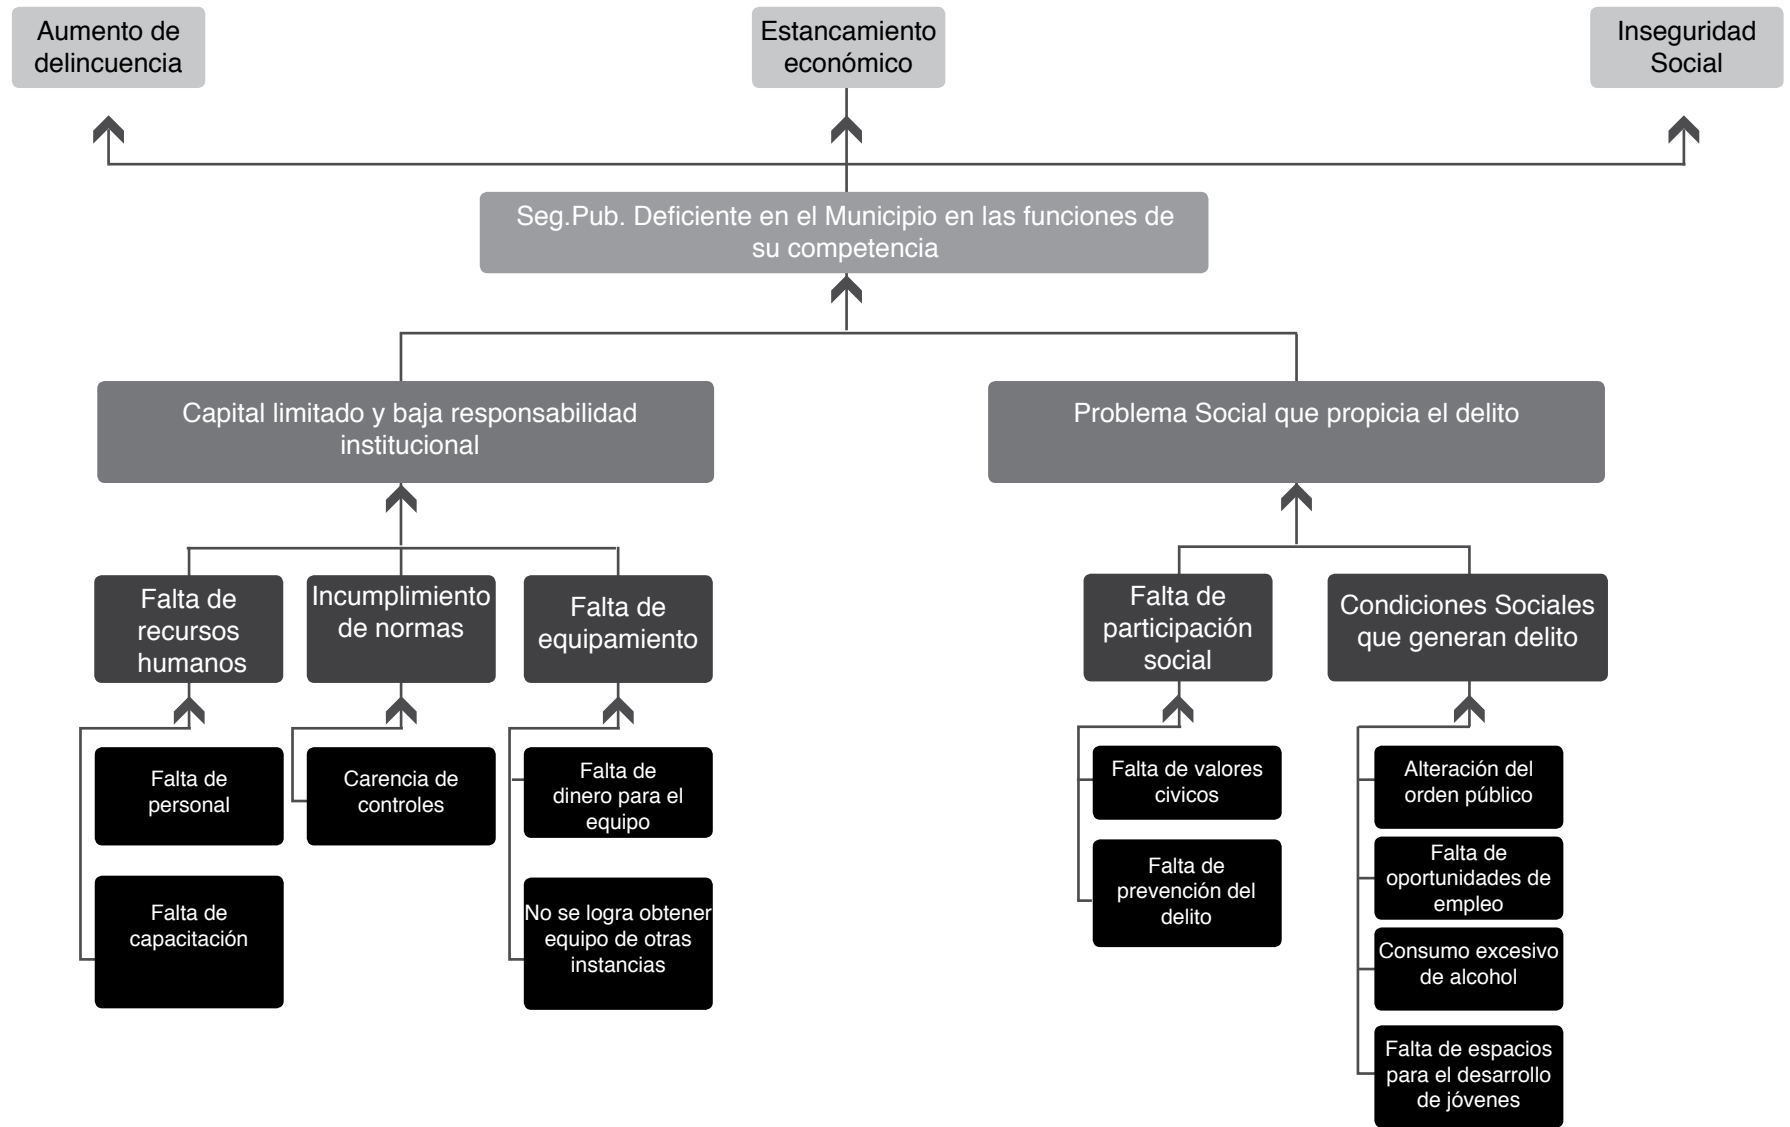 Aumento de
delincuencia
Estancamiento
económico
Inseguridad
Social
Seg.Pub. Deficiente en el Municipio en las funciones de
su competencia
Capital limitado y baja responsabilidad
institucional
Problema Social que propicia el delito
Falta de
recursos
humanos
Incumplimiento
de normas
Falta de
equipamiento
Falta de
participación
social
Condiciones Sociales
que generan delito
Falta de
personal
Falta de
capacitación
Carencia de
controles
Falta de
dinero para el
equipo
No se logra obtener
equipo de otras
instancias
Falta de valores
civicos
Falta de
prevención del
delito
Alteración del
orden público
Falta de
oportunidades de
empleo
Consumo excesivo
de alcohol
Falta de espacios
para el desarrollo
de jóvenes